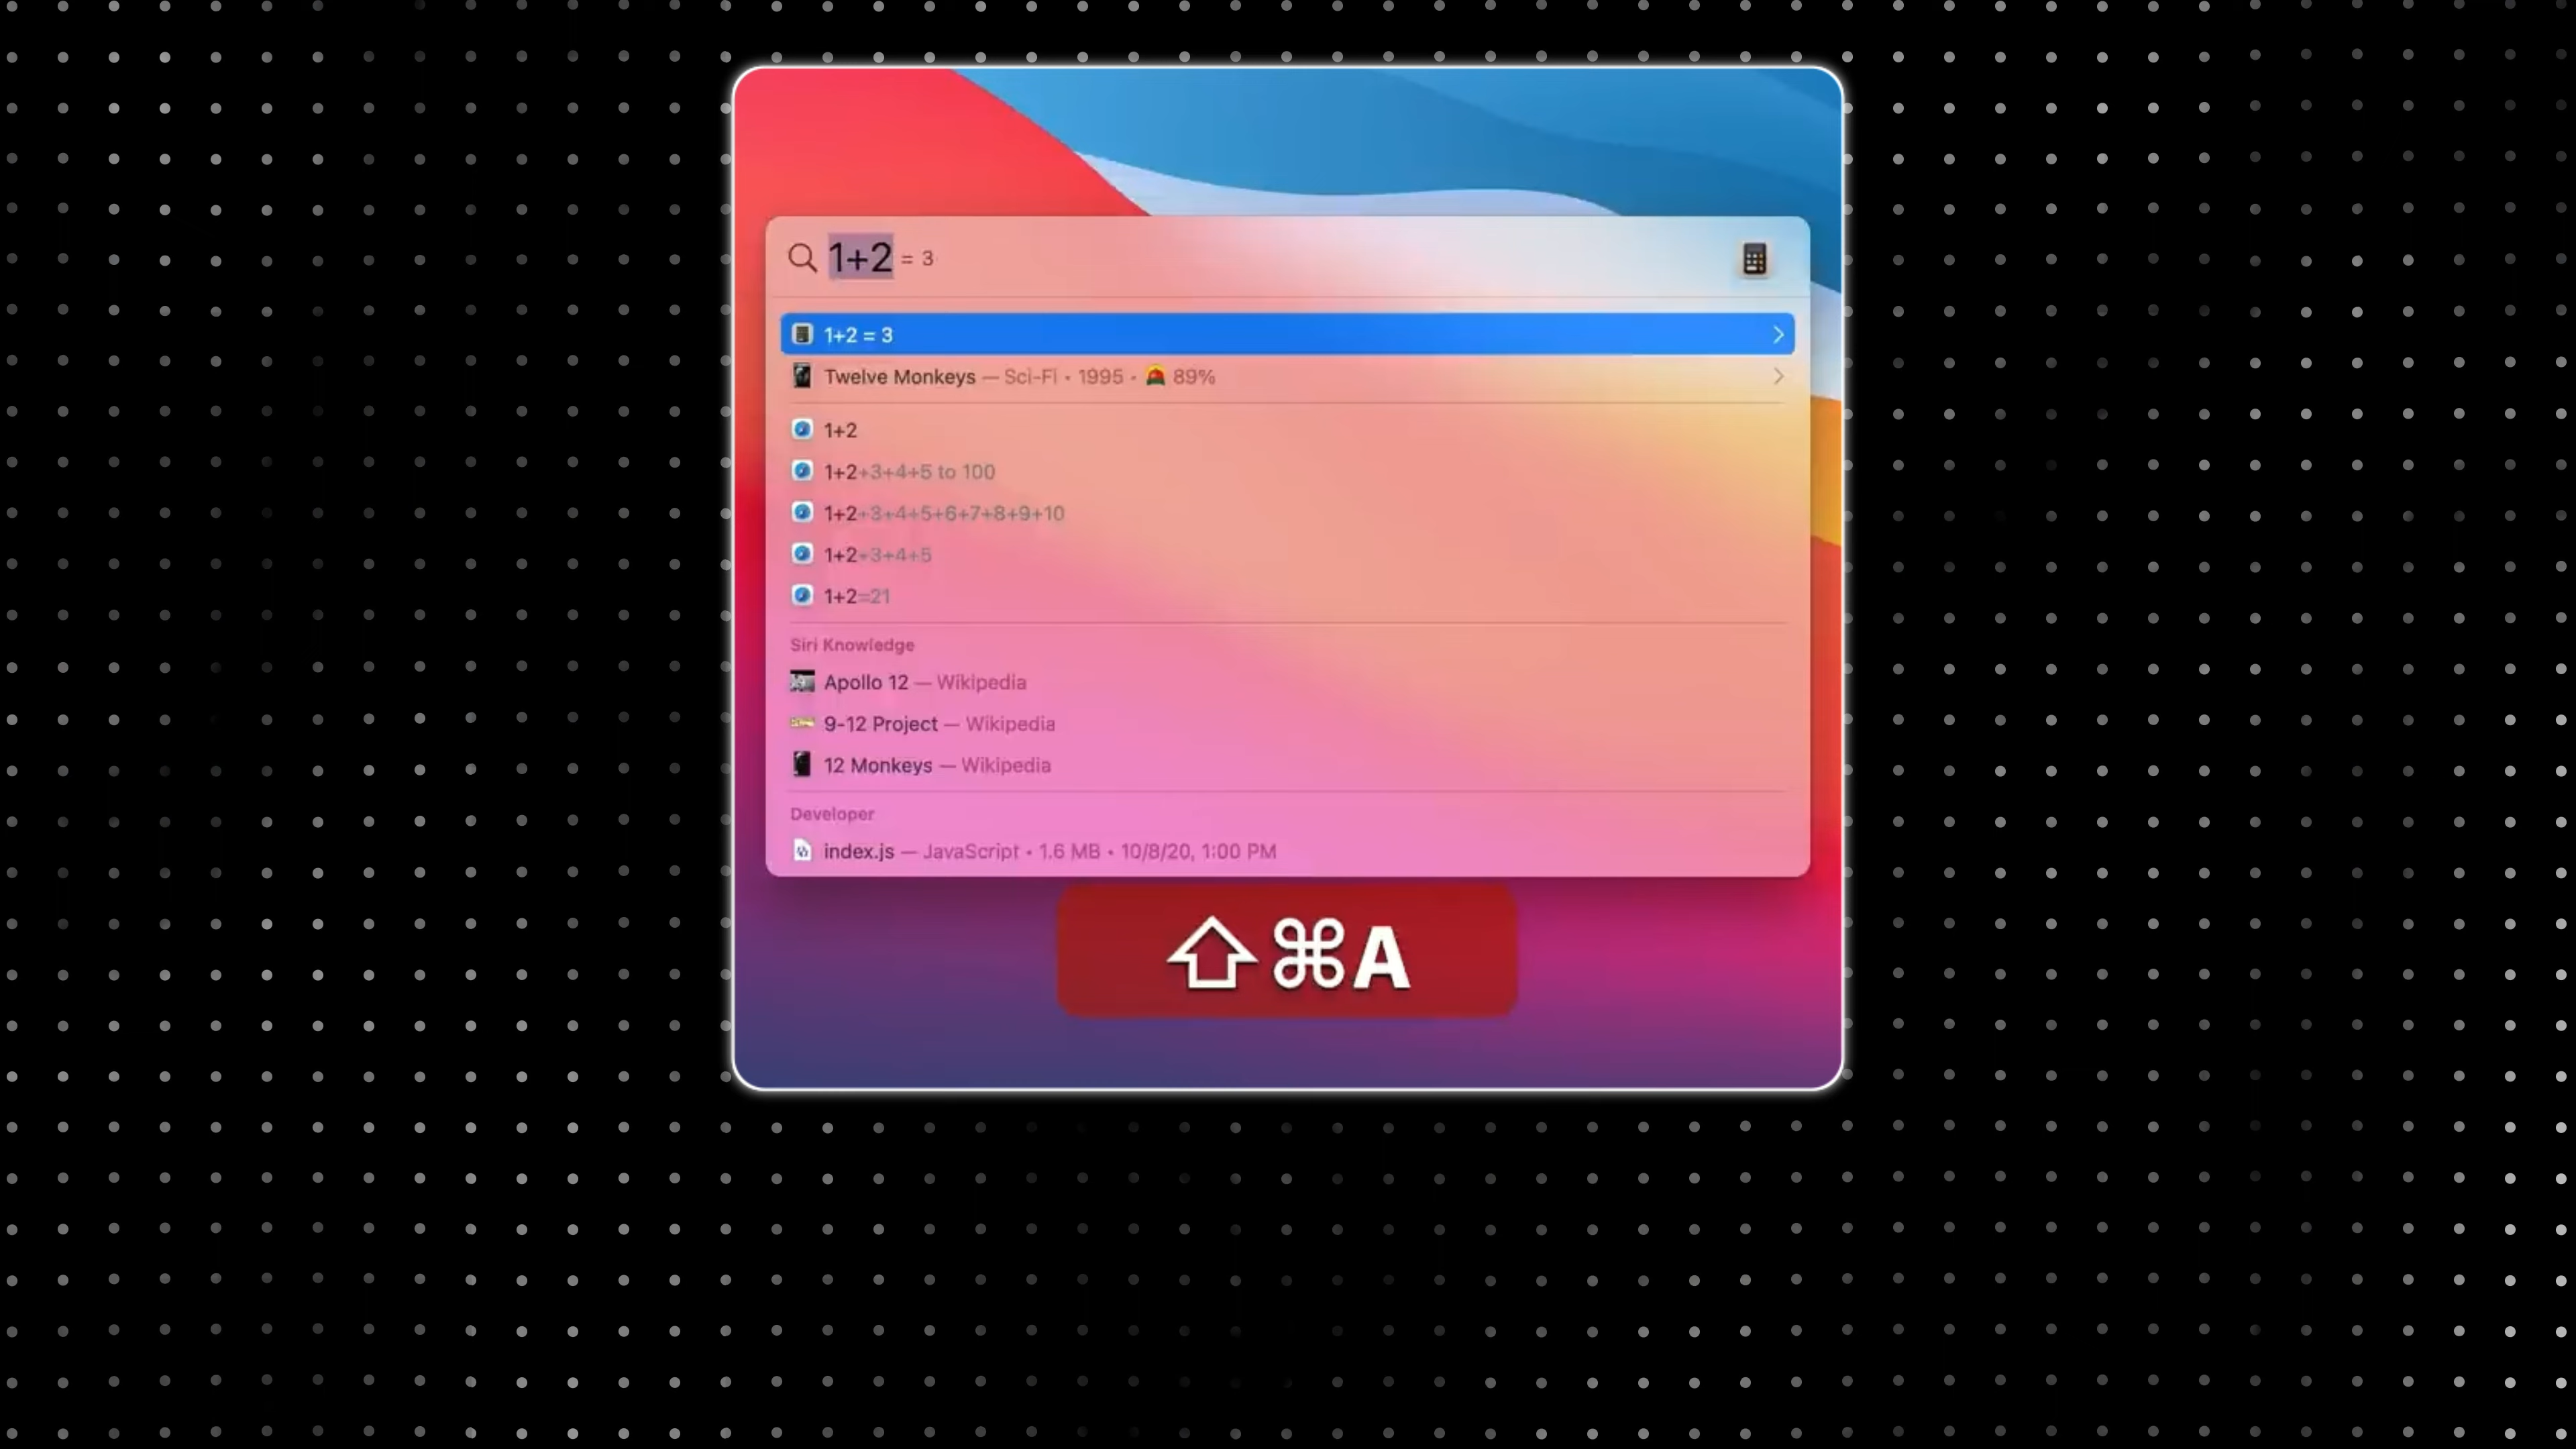 1+2 = 3
1+2 = 3
Twelve Monkeys — Sci-Fi • 1995 • 89%
1+2
1+2+3+4+5 to 100
1+2+3+4+5+6+7+8+9+10
1+2+3+4+5
1+2=21
Siri Knowledge
Apollo 12 — Wikipedia
9-12 Project — Wikipedia
12 Monkeys — Wikipedia
Developer
index.js — JavaScript • 1.6 MB • 10/8/20, 1:00 PM
⇧⌘A